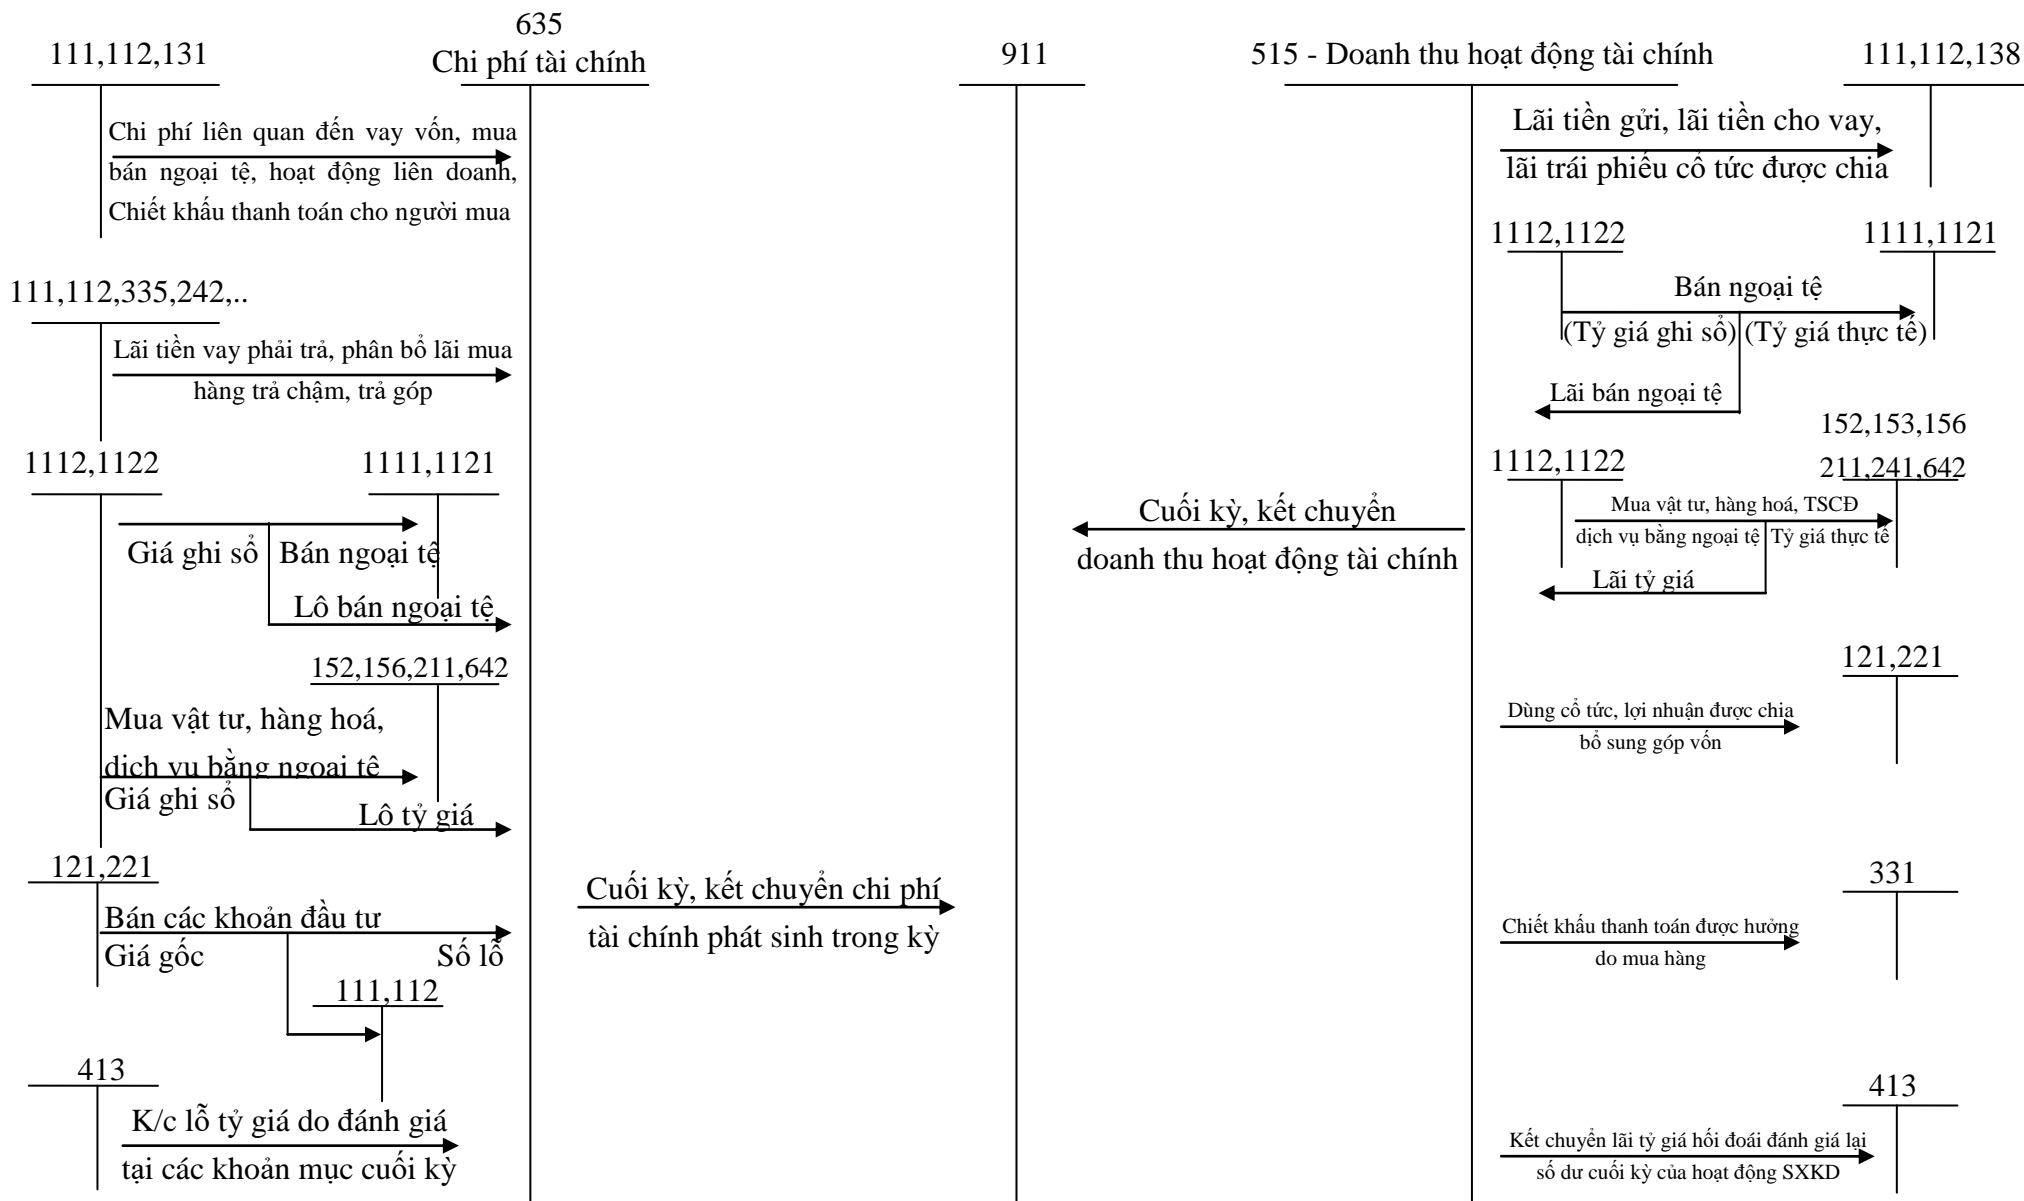 635
111,112,131
Chi phí tài chính
911
515 - Doanh thu hoạt động tài chính
111,112,138
Chi phí liên quan đến vay vốn, mua
bán ngoại tệ, hoạt động liên doanh,
Chiết khấu thanh toán cho người mua
111,112,335,242,..
Lãi tiền vay phải trả, phân bổ lãi mua
hàng trả chậm, trả góp
1112,1122
1111,1121
Giá ghi sổ
Bán ngoại tệ
Lô bán ngoại tệ
152,156,211,642
Mua vật tư, hàng hoá,
dịch vụ bằng ngoại tệ
Giá ghi sổ
Lô tỷ giá
121,221
Bán các khoản đầu tư
Giá gốc
Số lỗ
111,112
413
K/c lỗ tỷ giá do đánh giá
tại các khoản mục cuối kỳ
Cuối kỳ, kết chuyển chi phí
tài chính phát sinh trong kỳ
Cuối kỳ, kết chuyển
doanh thu hoạt động tài chính
Lãi tiền gửi, lãi tiền cho vay,
lãi trái phiếu cổ tức được chia
1112,1122
1111,1121
Bán ngoại tệ
(Tỷ giá ghi sổ)
(Tỷ giá thực tế)
Lãi bán ngoại tệ
152,153,156
1112,1122
211,241,642
Mua vật tư, hàng hoá, TSCĐ
dịch vụ bằng ngoại tệ
Tỷ giá thực tế
Lãi tỷ giá
121,221
Dùng cổ tức, lợi nhuận được chia
bổ sung góp vốn
331
Chiết khấu thanh toán được hưởng
do mua hàng
413
Kết chuyển lãi tỷ giá hối đoái đánh giá lại
số dư cuối kỳ của hoạt động SXKD